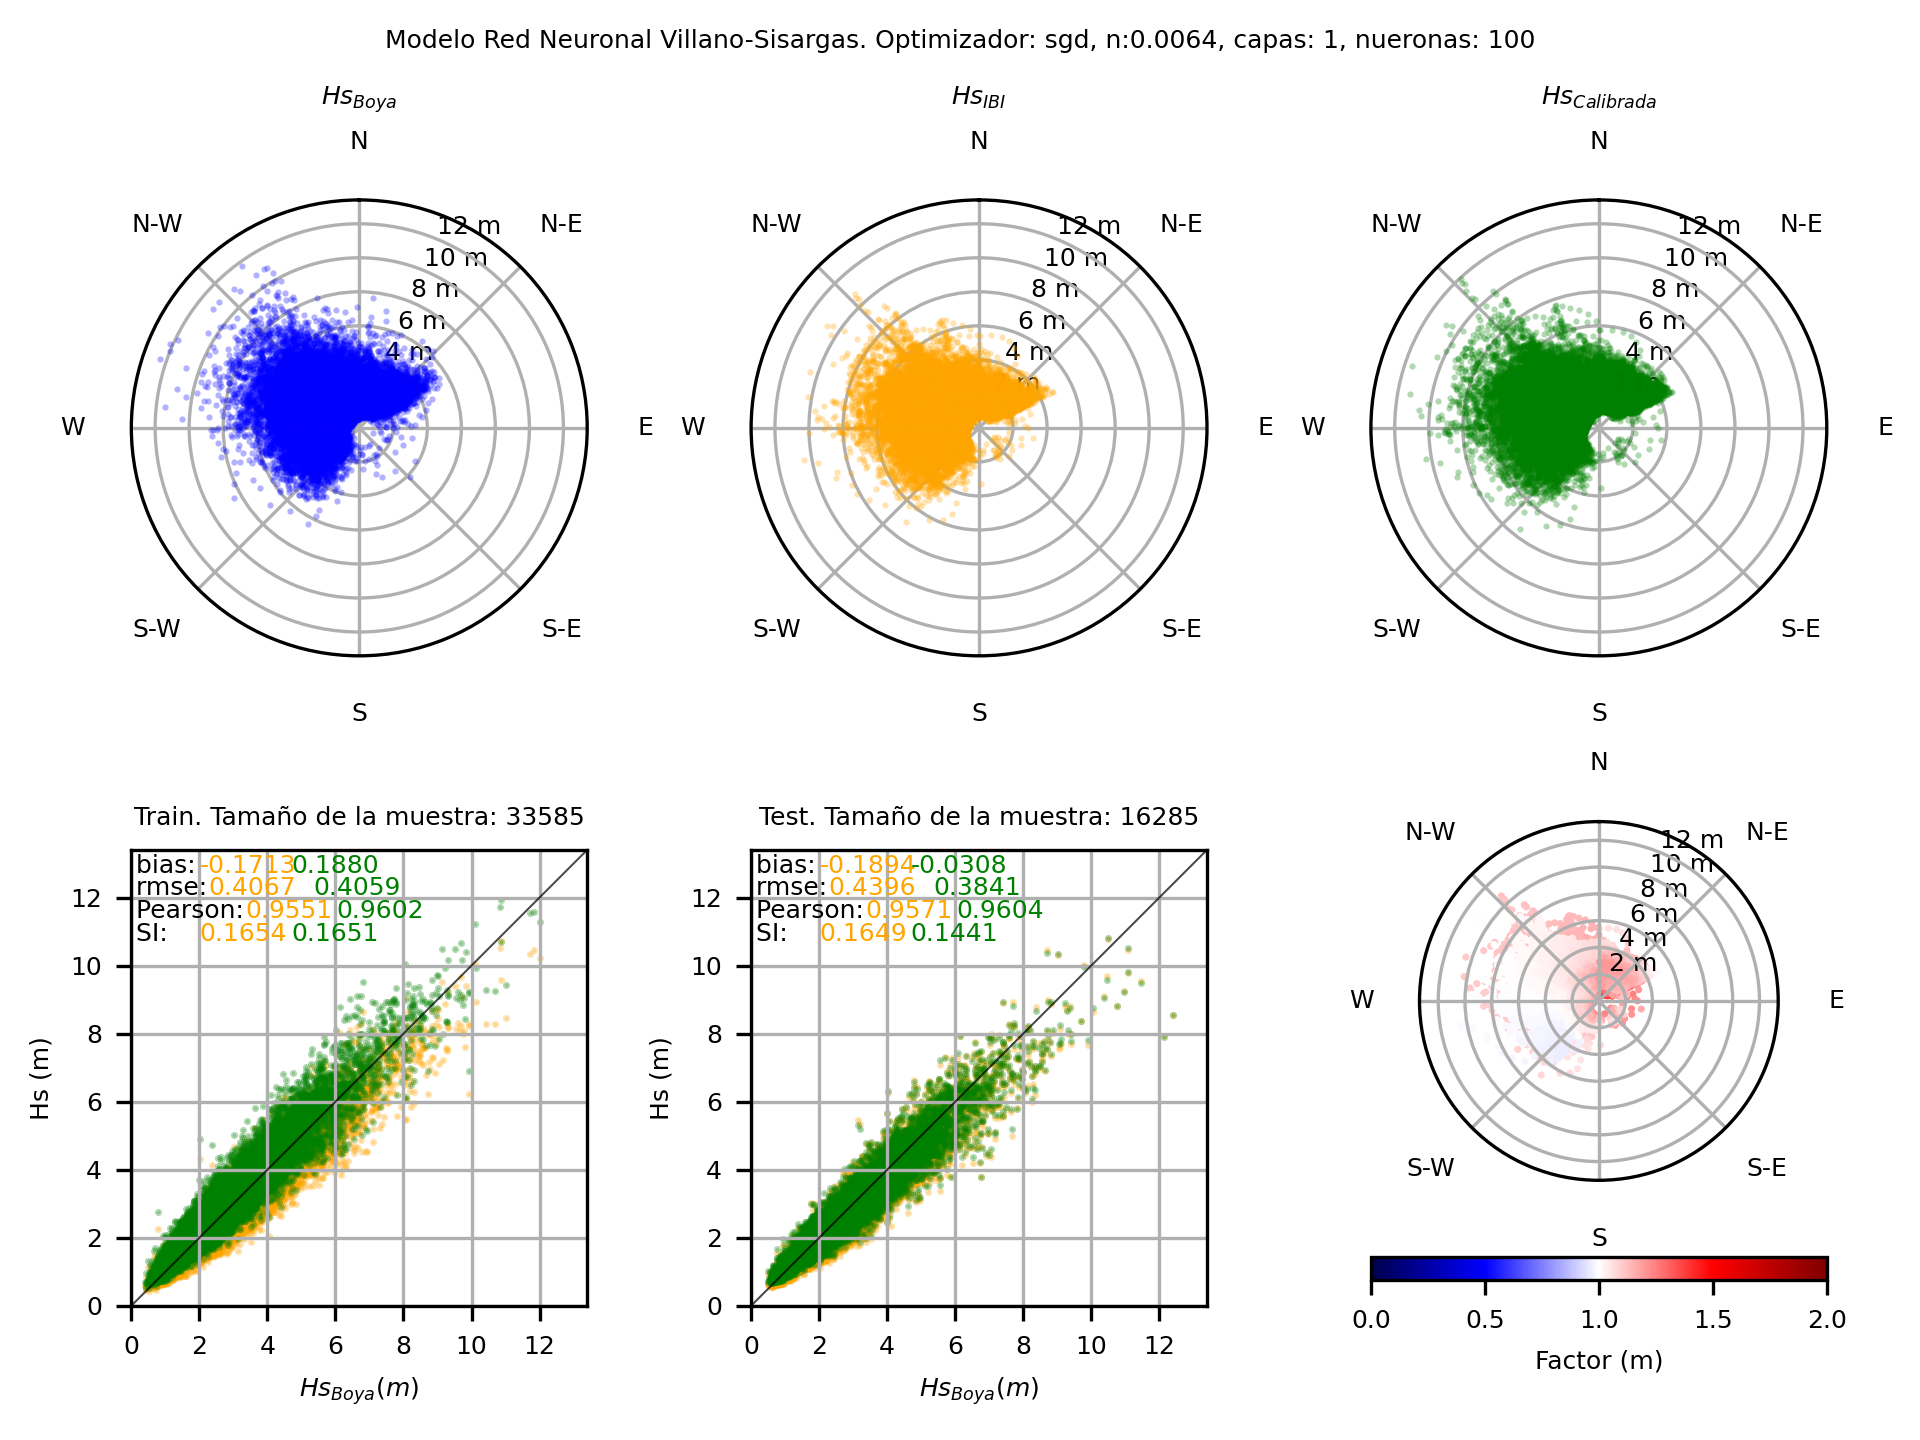 Modelo Red Neuronal Villano-Sisargas. Optimizador: sgd, n:0.0064, capas: 1, nueronas: 100
Hs_Boya
N
N-W
N-E
W
E
S-W
S-E
S
12 m
10 m
8 m
6 m
4 m
Hs_IBI
N
N-W
N-E
W
E
S-W
S-E
S
12 m
10 m
8 m
6 m
4 m
m
Hs_Calibrada
N
N-W
N-E
W
E
S-W
S-E
S
12 m
10 m
8 m
6 m
4 m
Train. Tamaño de la muestra: 33585
bias: -0.1713 0.1880
rmse: 0.4067 0.4059
Pearson: 0.9551 0.9602
SI: 0.1654 0.1651
Hs (m)
12
10
8
6
4
2
0
0 2 4 6 8 10 12
Hs_Boya(m)
Test. Tamaño de la muestra: 16285
bias: -0.1894 -0.0308
rmse: 0.4396 0.3841
Pearson: 0.9571 0.9604
SI: 0.1649 0.1441
Hs (m)
12
10
8
6
4
2
0
0 2 4 6 8 10 12
Hs_Boya(m)
N
N-W
N-E
W
E
S-W
S-E
S
12 m
10 m
8 m
6 m
4 m
2 m
0.0 0.5 1.0 1.5 2.0
Factor (m)